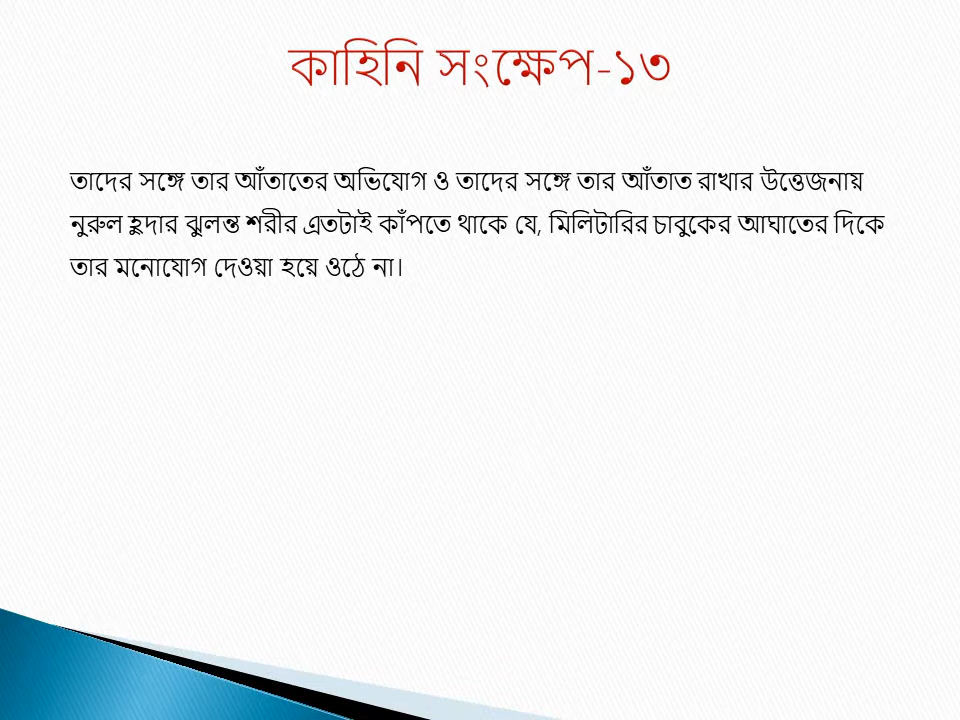 কাহিনি সংক্ষেপ-১৩
তাদের সঙ্গে তার আঁতাতের অভিযোগ ও তাদের সঙ্গে তার আঁতাত রাখার উত্তেজনায়
নুরুল হুদার ঝুলন্ত শরীর এতটাই কাঁপতে থাকে যে, মিলিটারির চাবুকের আঘাতের দিকে
তার মনোযোগ দেওয়া হয়ে ওঠে না।